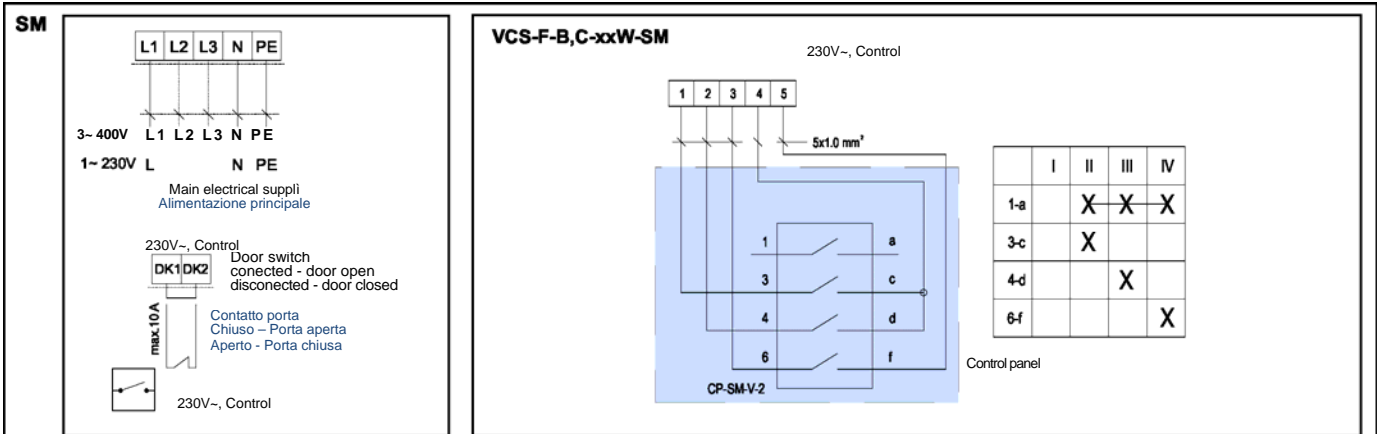 SM
L1 L2 L3 N PE
3~ 400V L1 L2 L3 N PE
1~ 230V L N PE
Main electrical supplì
Alimentazione principale
230V~, Control
DK1 DK2
Door switch
conected - door open
disconected - door closed
max.10 A
Contatto porta
Chiuso – Porta aperta
Aperto - Porta chiusa
230V~, Control
VCS-F-B,C-xxW-SM
230V~, Control
1 2 3 4 5
5x1.0 mm²
1 a
3 c
4 d
6 f
CP-SM-V-2
Control panel
I II III IV
1-a X X X
3-c X
4-d X
6-f X